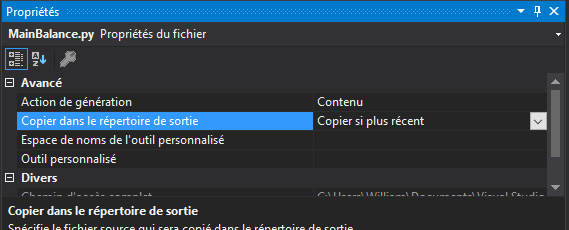 Propriétés
MainBalance.py Propriétés du fichier
Avancé
Action de génération Contenu
Copier dans le répertoire de sortie Copier si plus récent
Espace de noms de l'outil personnalisé
Outil personnalisé
Divers
Chemin d'accès complet C:\Users\William\Documents\Visual Studio
Copier dans le répertoire de sortie
Spécifie le fichier source qui sera copié dans le répertoire de sortie